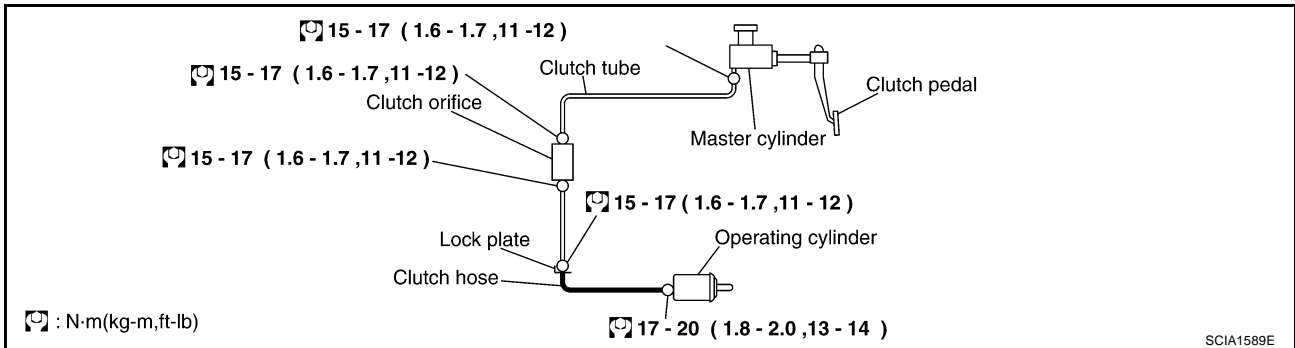 15 - 17 ( 1.6 - 1.7 ,11 -12 )
15 - 17 ( 1.6 - 1.7 ,11 -12 )
Clutch tube
Clutch pedal
Clutch orifice
Master cylinder
15 - 17 ( 1.6 - 1.7 ,11 -12 )
15 - 17 ( 1.6 - 1.7 ,11 - 12 )
Lock plate
Operating cylinder
Clutch hose
: N·m(kg-m,ft-lb)
17 - 20 ( 1.8 - 2.0 ,13 - 14 )
SCIA1589E